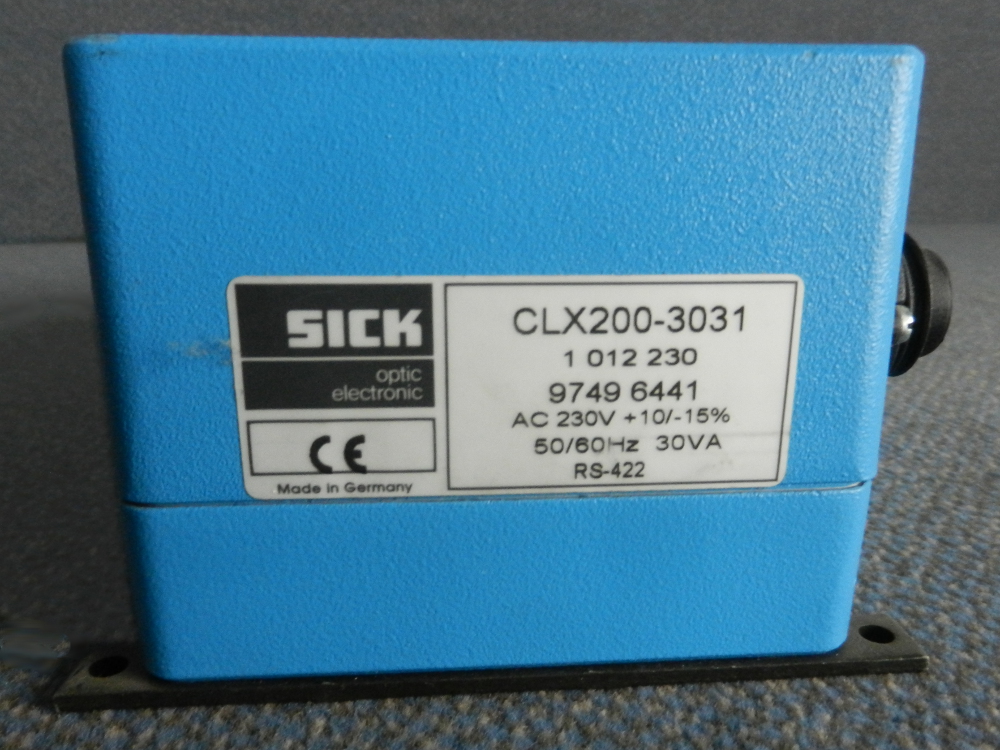 SICK
optic
electronic
CE
Made in Germany
CLX200-3031
1 012 230
9749 6441
AC 230V +10/-15%
50/60Hz 30VA
RS-422